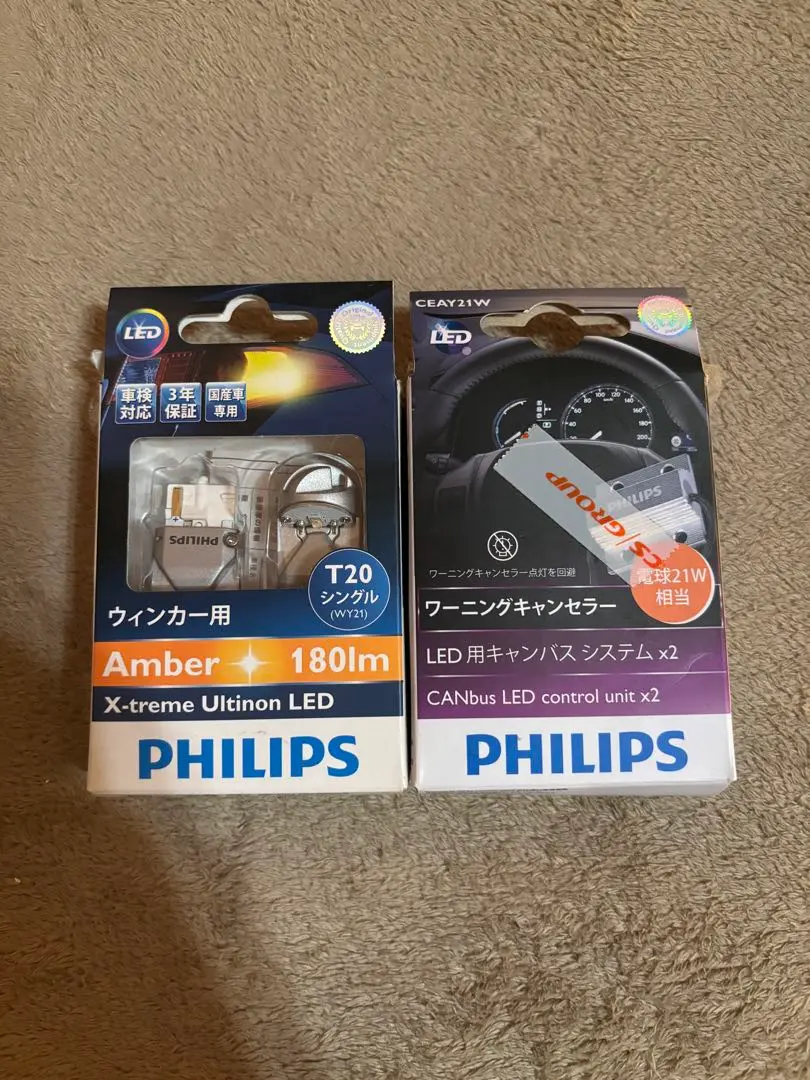 LED
Original
車検
対応
3年
保証
国産車
専用
PHILIPS
T20
シングル
(WY21)
ウィンカー用
Amber 180lm
X-treme Ultinon LED
PHILIPS
CEAY21W
LED
PHILIPS
CS/GROUP
ワーニングキャンセラー点灯を回避
電球21W
相当
ワーニングキャンセラー
LED 用キャンバス システム x2
CANbus LED control unit x2
PHILIPS